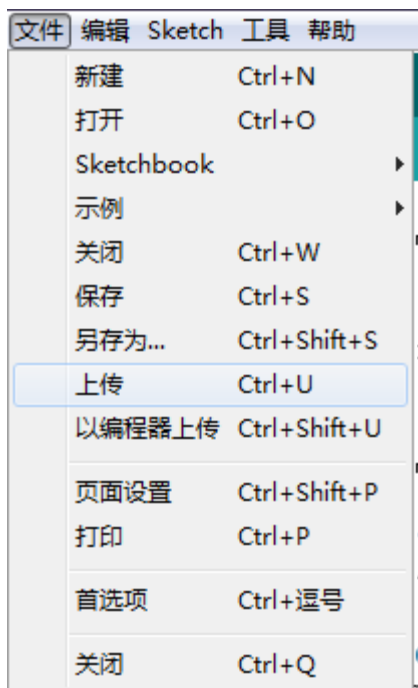 文件 编辑 Sketch 工具 帮助
新建 Ctrl+N
打开 Ctrl+O
Sketchbook
示例
关闭 Ctrl+W
保存 Ctrl+S
另存为... Ctrl+Shift+S
上传 Ctrl+U
以编程器上传 Ctrl+Shift+U
页面设置 Ctrl+Shift+P
打印 Ctrl+P
首选项 Ctrl+逗号
关闭 Ctrl+Q